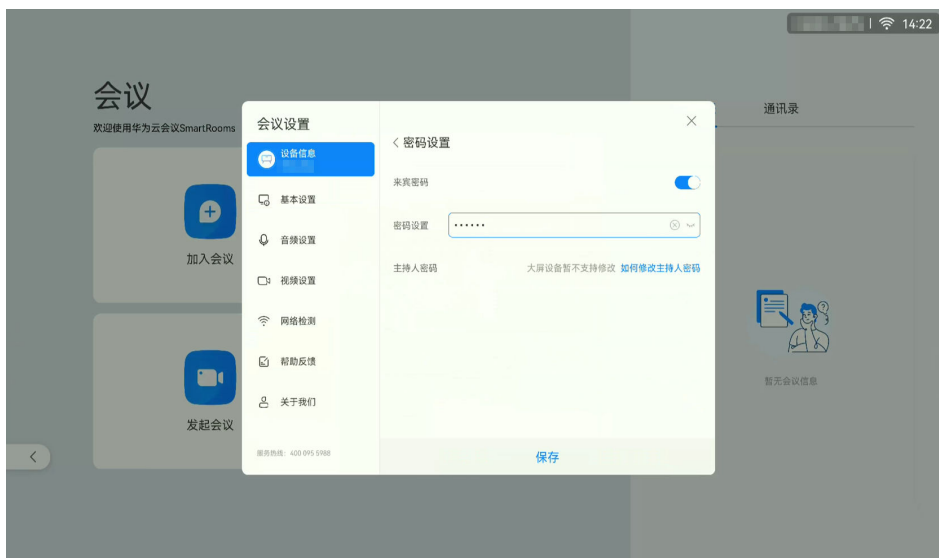 14:22
会议
欢迎使用华为云会议SmartRooms
加入会议
发起会议
通讯录
暂无会议信息
会议设置
设备信息
基本设置
音频设置
视频设置
网络检测
帮助反馈
关于我们
服务热线: 400 095 5988
密码设置
来宾密码
密码设置 ••••••
主持人密码 大屏设备暂不支持修改 如何修改主持人密码
保存